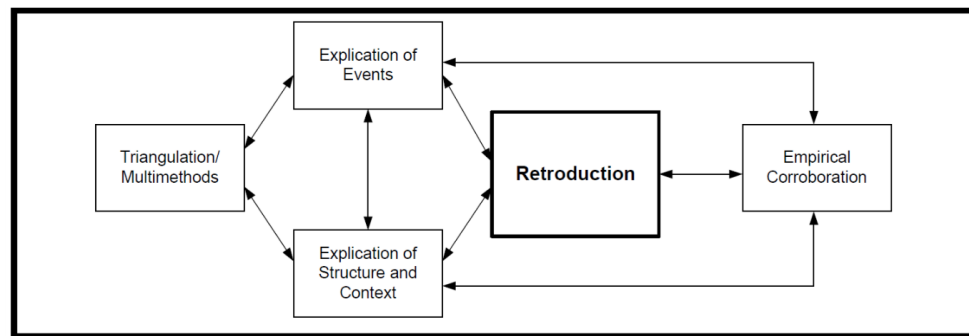 Explication of
Events
Triangulation/
Multimethods
Retroduction
Empirical
Corroboration
Explication of
Structure and
Context